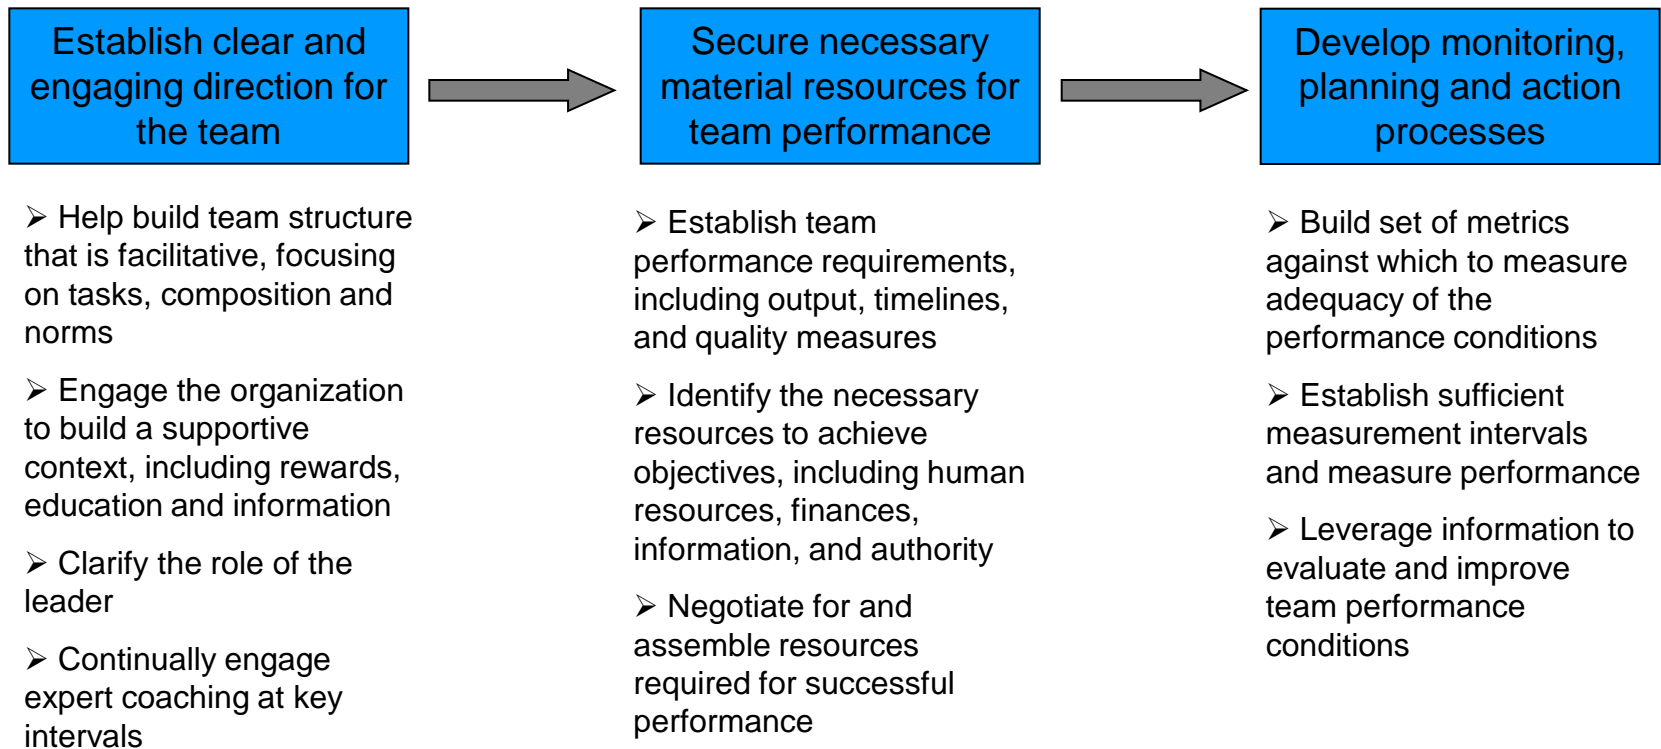 Establish clear and
engaging direction for
the team
Secure necessary
material resources for
team performance
Develop monitoring,
planning and action
processes
➢ Help build team structure
that is facilitative, focusing
on tasks, composition and
norms
➢ Engage the organization
to build a supportive
context, including rewards,
education and information
➢ Clarify the role of the
leader
➢ Continually engage
expert coaching at key
intervals
➢ Establish team
performance requirements,
including output, timelines,
and quality measures
➢ Identify the necessary
resources to achieve
objectives, including human
resources, finances,
information, and authority
➢ Negotiate for and
assemble resources
required for successful
performance
➢ Build set of metrics
against which to measure
adequacy of the
performance conditions
➢ Establish sufficient
measurement intervals
and measure performance
➢ Leverage information to
evaluate and improve
team performance
conditions